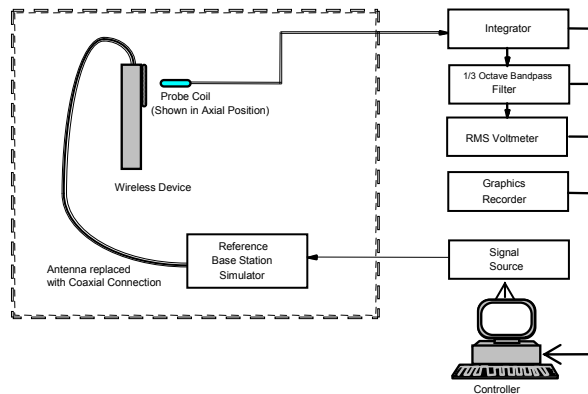 Integrator
1/3 Octave Bandpass
Filter
RMS Voltmeter
Graphics
Recorder
Signal
Source
Controller
Probe Coil
(Shown in Axial Position)
Wireless Device
Reference
Base Station
Simulator
Antenna replaced
with Coaxial Connection